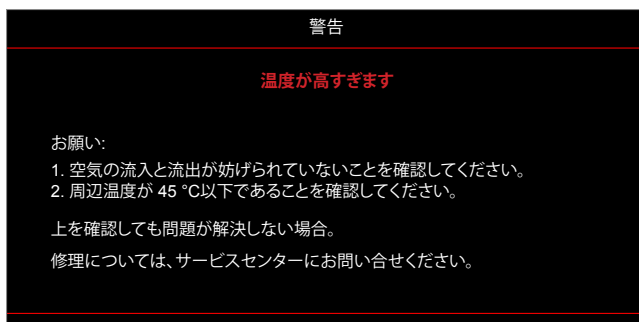 警告
温度が高すぎます
お願い:
1. 空気の流入と流出が妨げられていないことを確認してください。
2. 周辺温度が 45 °C以下であることを確認してください。
上を確認しても問題が解決しない場合。
修理については、サービスセンターにお問い合せください。